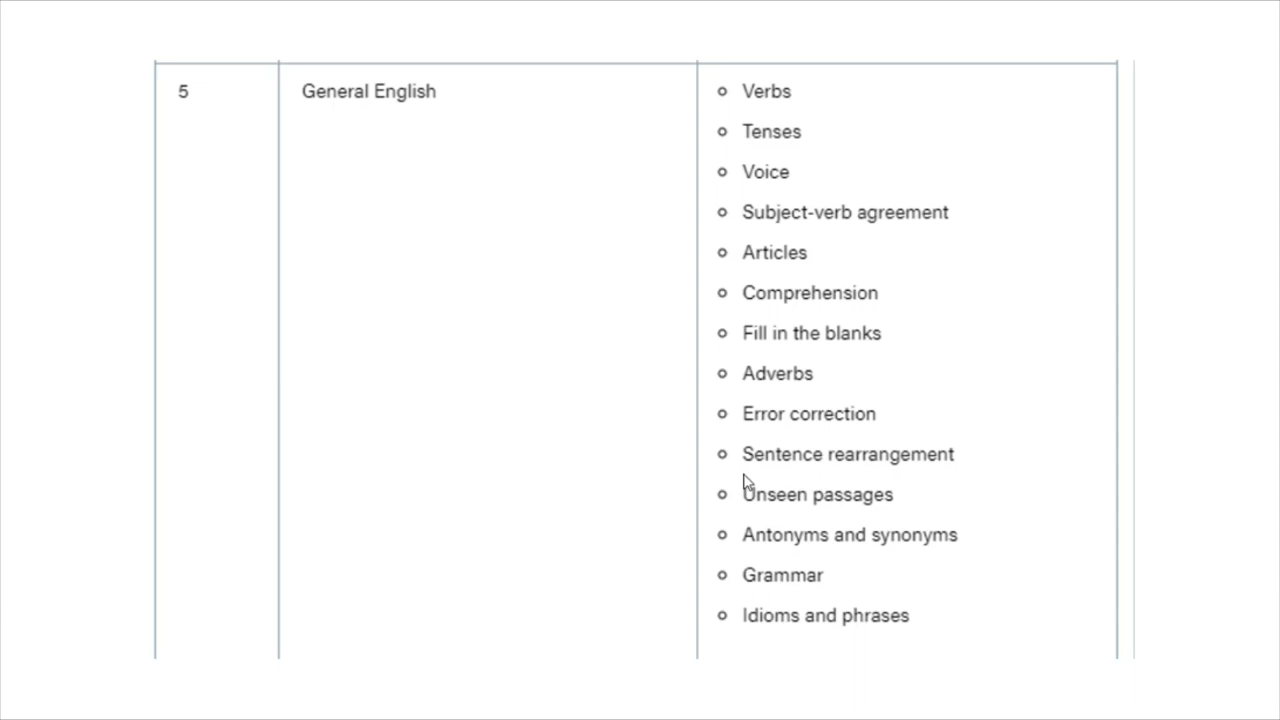 5 General English Verbs
Tenses
Voice
Subject-verb agreement
Articles
Comprehension
Fill in the blanks
Adverbs
Error correction
Sentence rearrangement
Unseen passages
Antonyms and synonyms
Grammar
Idioms and phrases